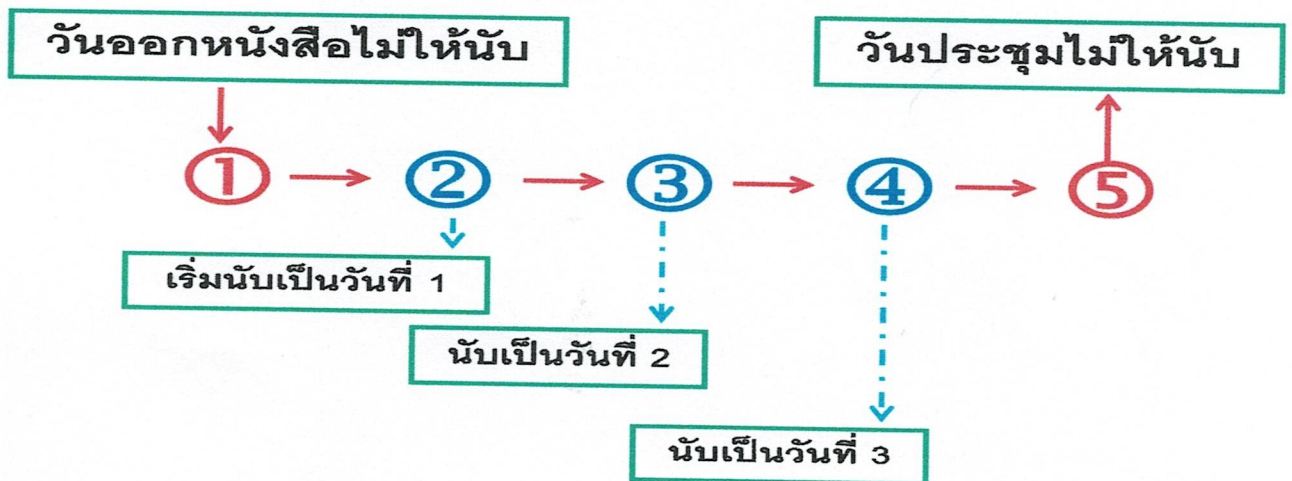 วันออกหนังสือไม่ให้นับ
วันประชุมไม่ให้นับ
① ② ③ ④ ⑤
เริ่มนับเป็นวันที่ 1
นับเป็นวันที่ 2
นับเป็นวันที่ 3